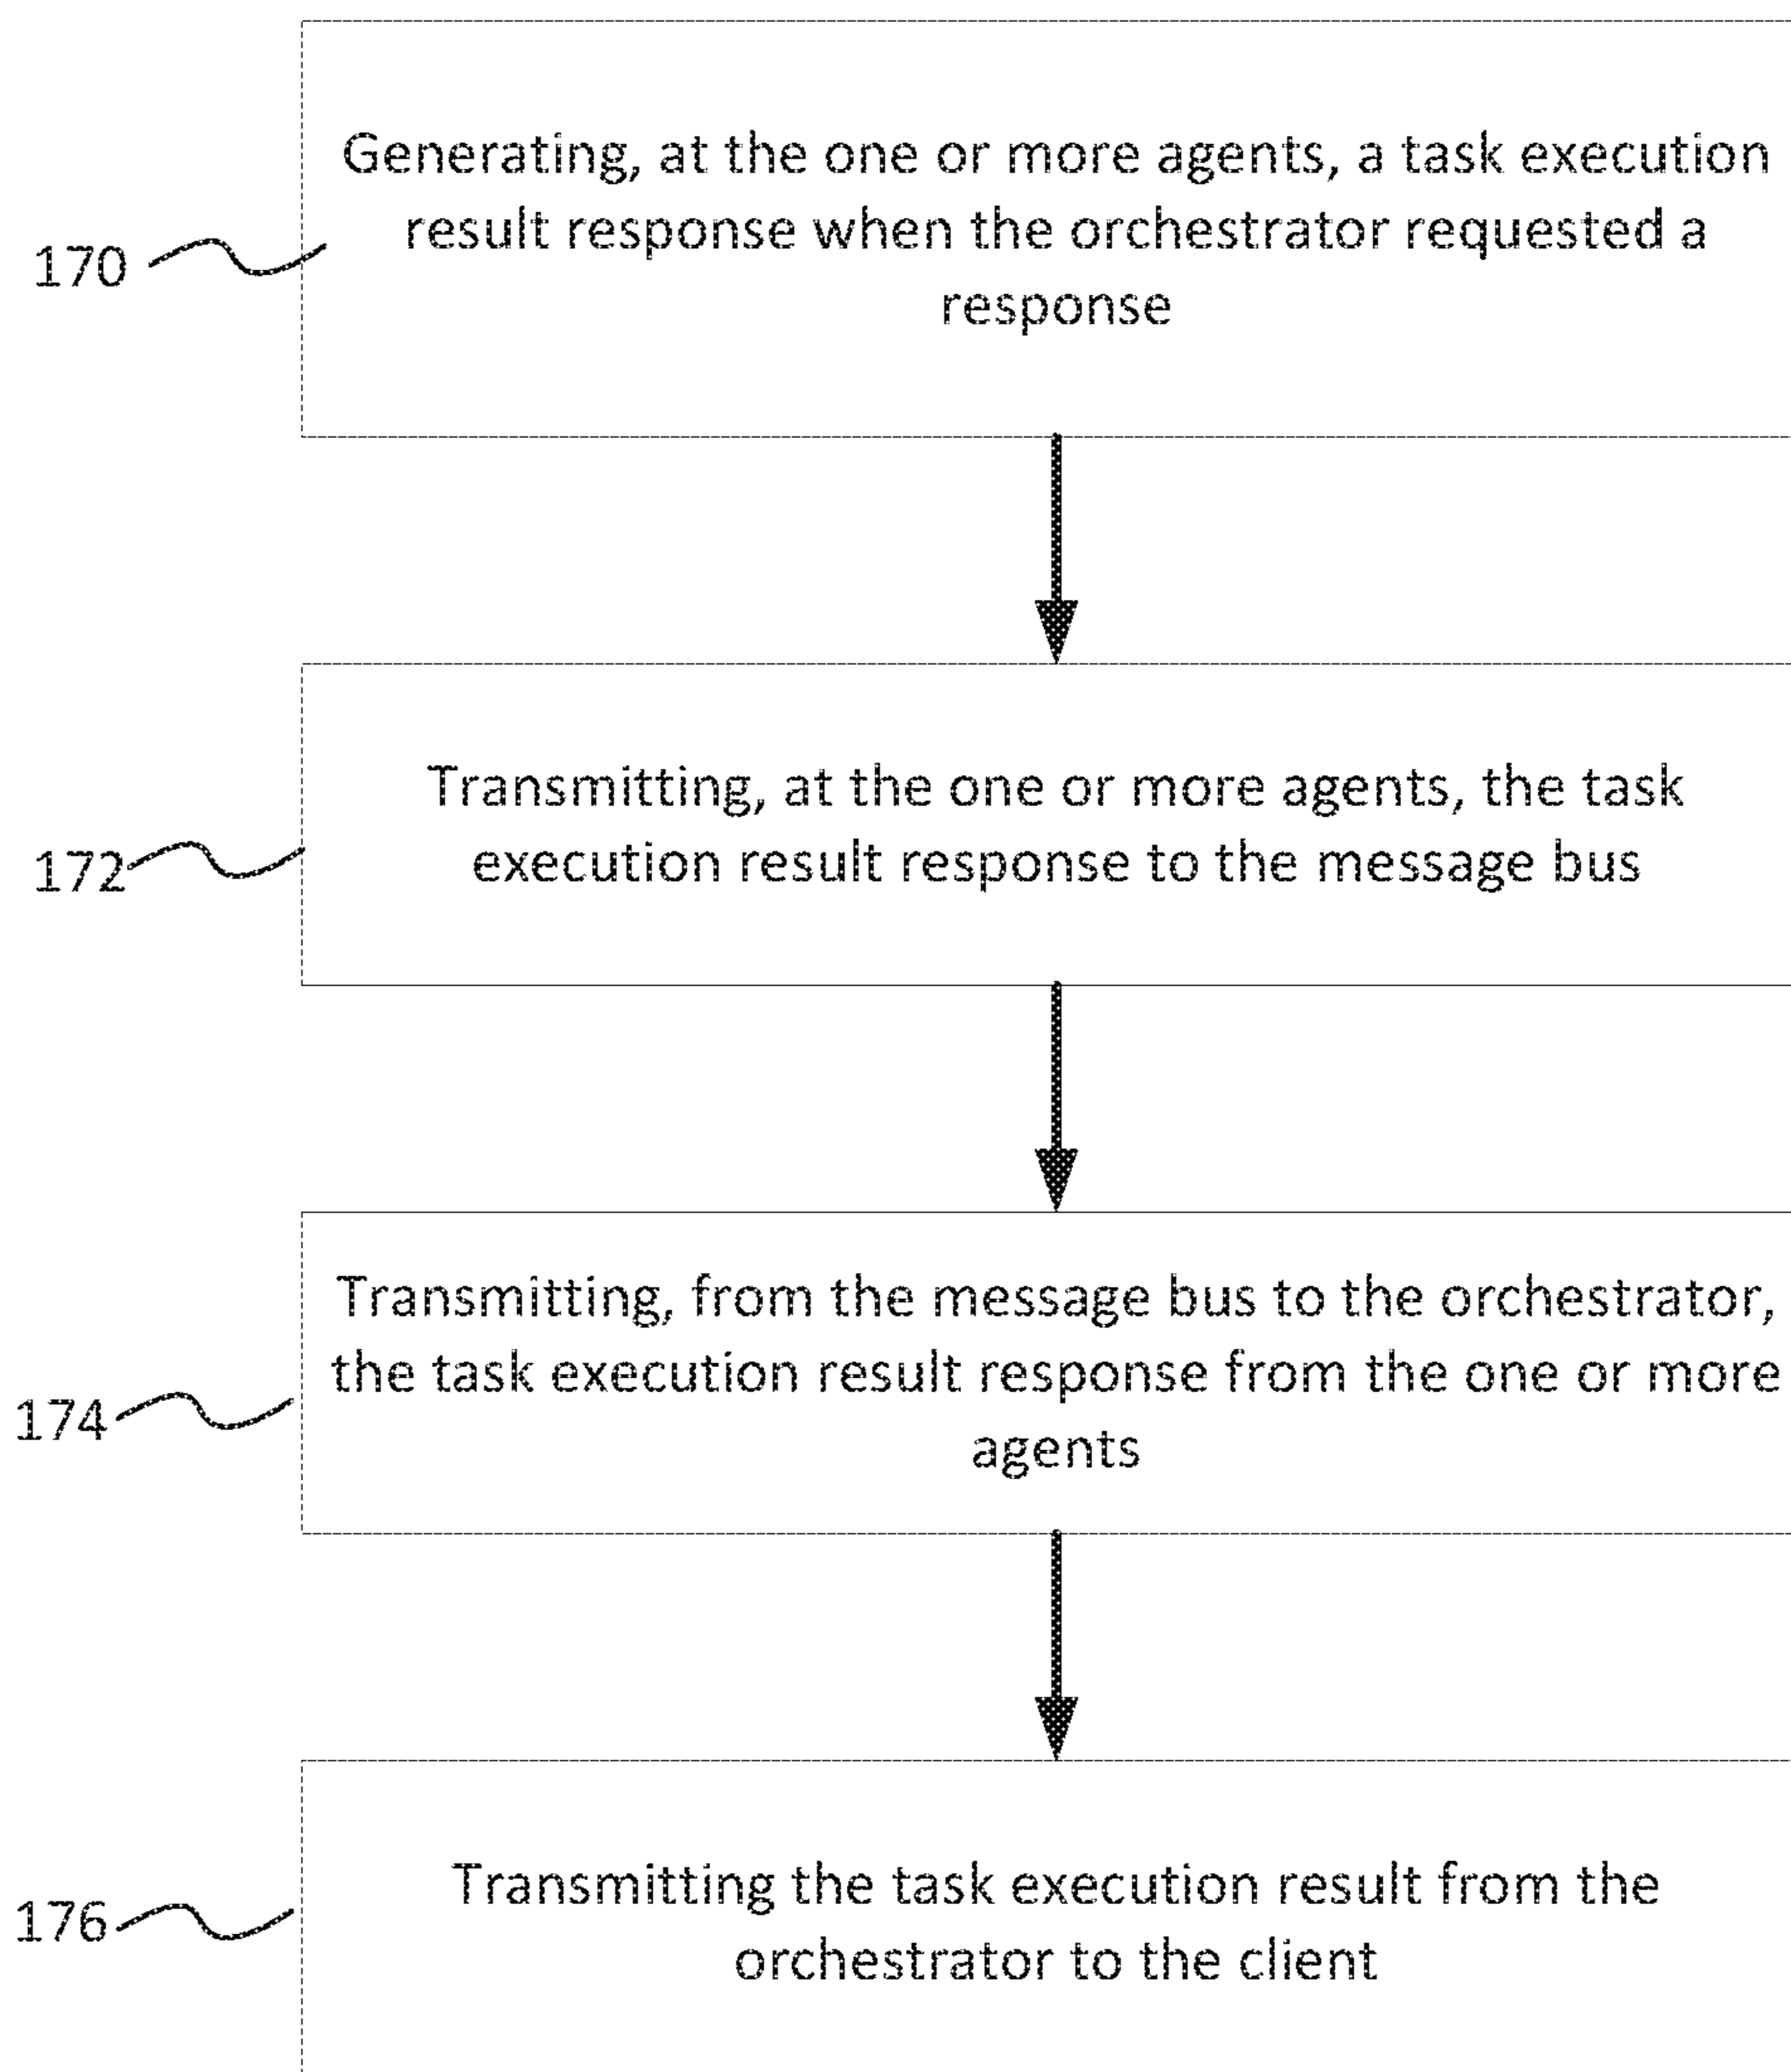 Generating, at the one or more agents, a task execution
result response when the orchestrator requested a
response
170
Transmitting, at the one or more agents, the task
execution result response to the message bus
172
Transmitting, from the message bus to the orchestrator,
the task execution result response from the one or more
agents
174
Transmitting the task execution result from the
orchestrator to the client
176